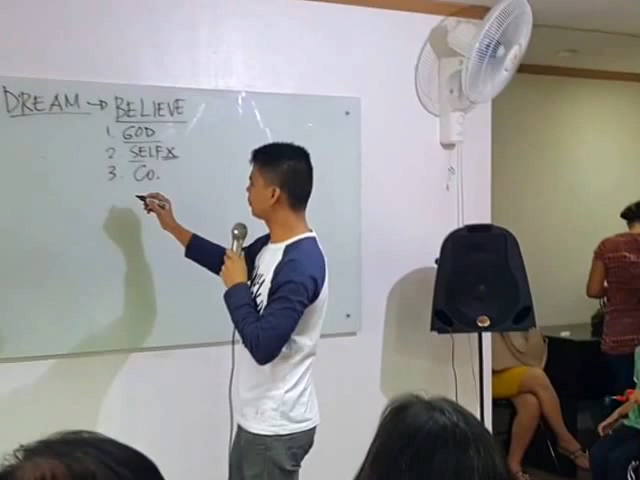 DREAM → BELIEVE
1. GOD
2. SELF
3. Co.